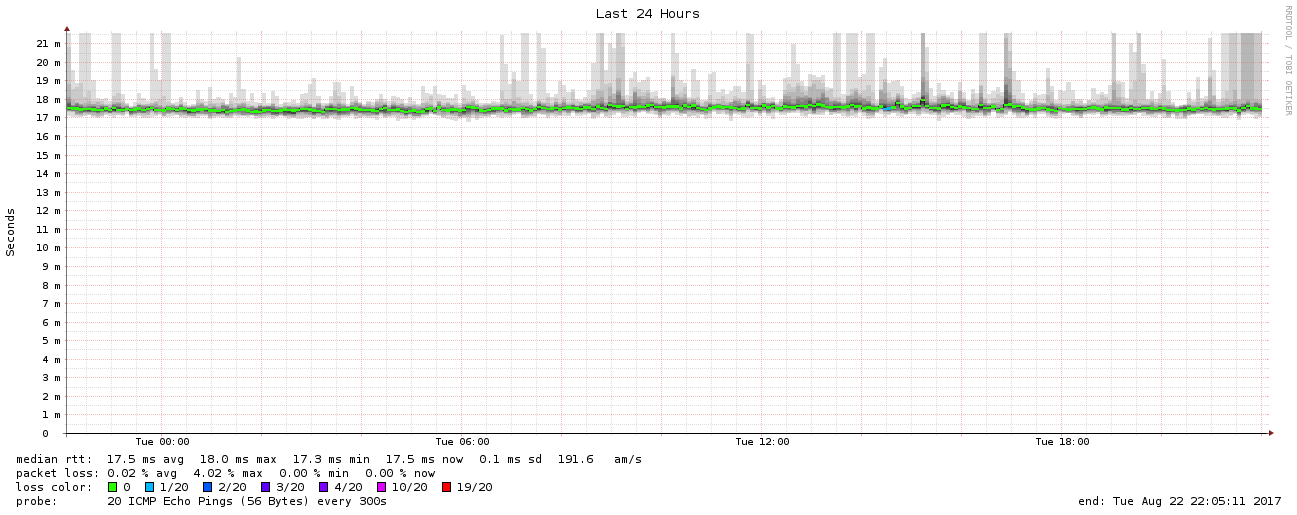 Last 24 Hours
RRDTOOL / TOBI OETIKER
Seconds
21 m
20 m
19 m
18 m
17 m
16 m
15 m
14 m
13 m
12 m
11 m
10 m
9 m
8 m
7 m
6 m
5 m
4 m
3 m
2 m
1 m
0
Tue 00:00 Tue 06:00 Tue 12:00 Tue 18:00
median rtt: 17.5 ms avg 18.0 ms max 17.3 ms min 17.5 ms now 0.1 ms sd 191.6 am/s
packet loss: 0.02 % avg 4.02 % max 0.00 % min 0.00 % now
loss color: 0 1/20 2/20 3/20 4/20 10/20 19/20
probe: 20 ICMP Echo Pings (56 Bytes) every 300s end: Tue Aug 22 22:05:11 2017